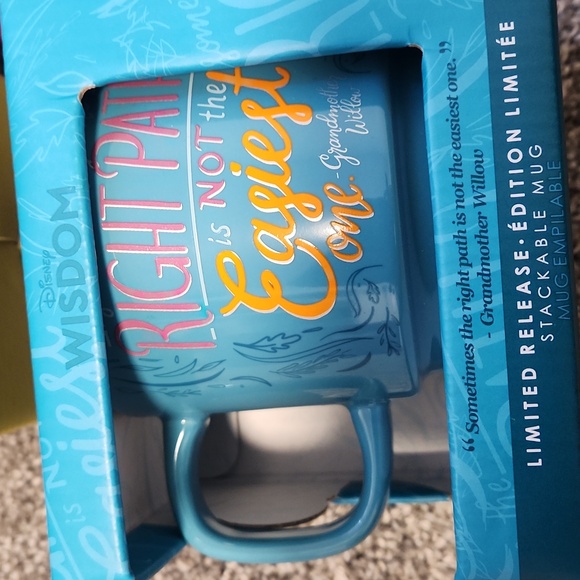 Disney
WISDOM
RIGHT PATH
is NOT the
Easiest
one.
- Grandmother
Willow
“Sometimes the right path is not the easiest one.”
- Grandmother Willow
LIMITED RELEASE · ÉDITION LIMITÉE
STACKABLE MUG
MUG EMPILABLE